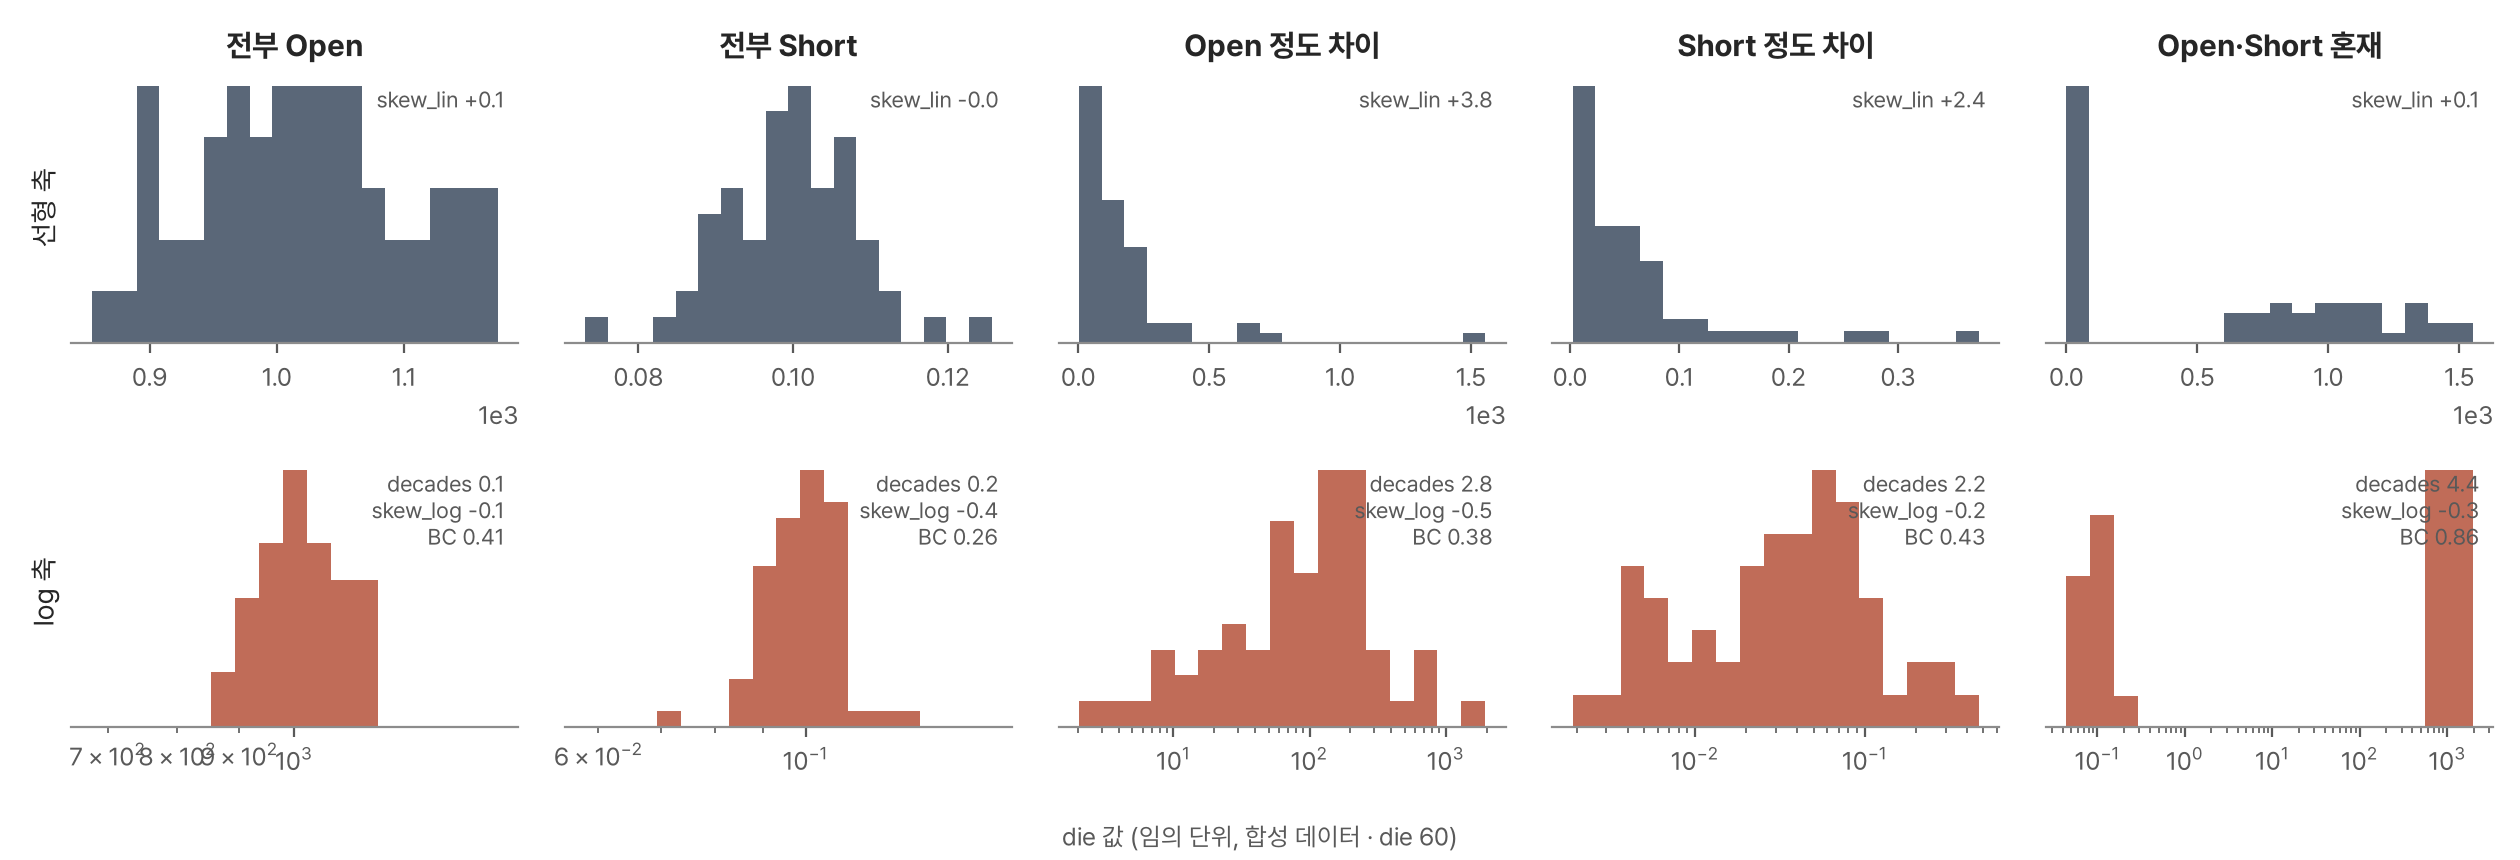 전부 Open
전부 Short
Open 정도 차이
Short 정도 차이
Open·Short 혼재
선형 축
skew_lin +0.1
skew_lin -0.0
skew_lin +3.8
skew_lin +2.4
skew_lin +0.1
0.9 1.0 1.1
1e3
0.08 0.10 0.12
0.0 0.5 1.0 1.5
1e3
0.0 0.1 0.2 0.3
0.0 0.5 1.0 1.5
1e3
log 축
decades 0.1
skew_log -0.1
BC 0.41
decades 0.2
skew_log -0.4
BC 0.26
decades 2.8
skew_log -0.5
BC 0.38
decades 2.2
skew_log -0.2
BC 0.43
decades 4.4
skew_log -0.3
BC 0.86
7 × 10² 8 × 10² 9 × 10² 10³
6 × 10⁻² 10⁻¹
10¹ 10² 10³
10⁻² 10⁻¹
10⁻¹ 10⁰ 10¹ 10² 10³
die 값 (임의 단위, 합성 데이터 · die 60)